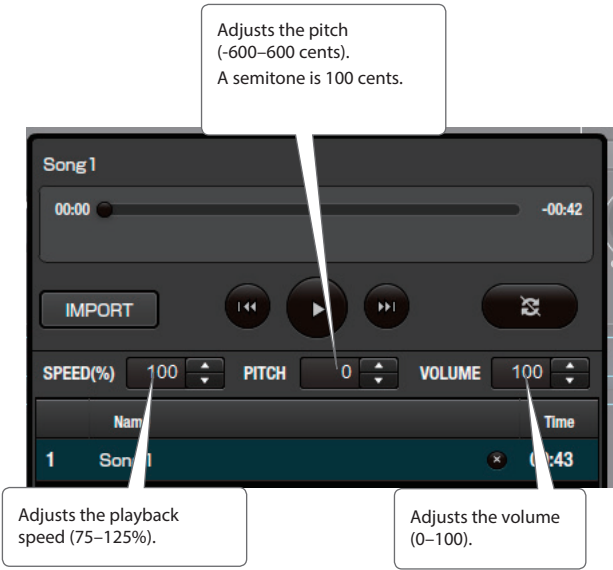 Adjusts the pitch
(-600–600 cents).
A semitone is 100 cents.
Song1
00:00 -00:42
IMPORT
SPEED(%) 100 PITCH 0 VOLUME 100
Time
1
Adjusts the playback
speed (75–125%).
Adjusts the volume
(0–100).